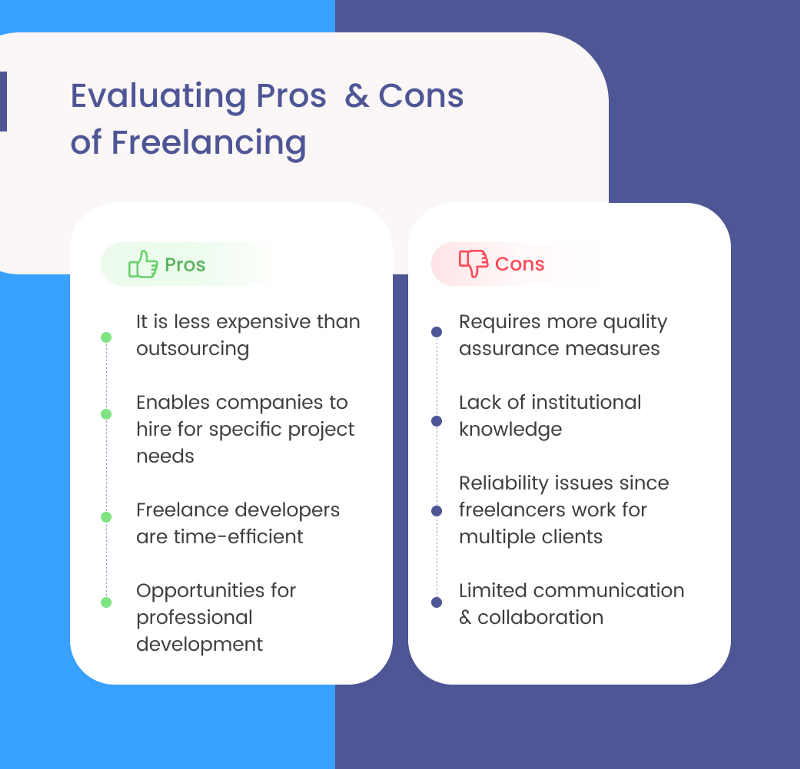 Evaluating Pros  & Cons
of Freelancing
Pros
It is less expensive than
outsourcing
Enables companies to
hire for specific project
needs
Freelance developers
are time-efficient
Opportunities for
professional
development
Cons
Requires more quality
assurance measures
Lack of institutional
knowledge
Reliability issues since
freelancers work for
multiple clients
Limited communication
& collaboration